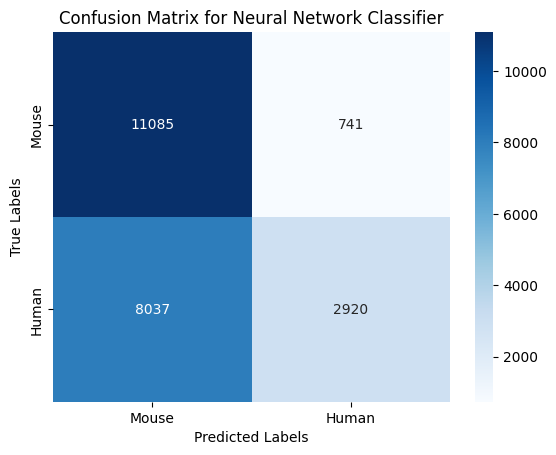 Confusion Matrix for Neural Network Classifier
Mouse
11085
741
Human
8037
2920
True Labels
Mouse
Human
Predicted Labels
10000
8000
6000
4000
2000